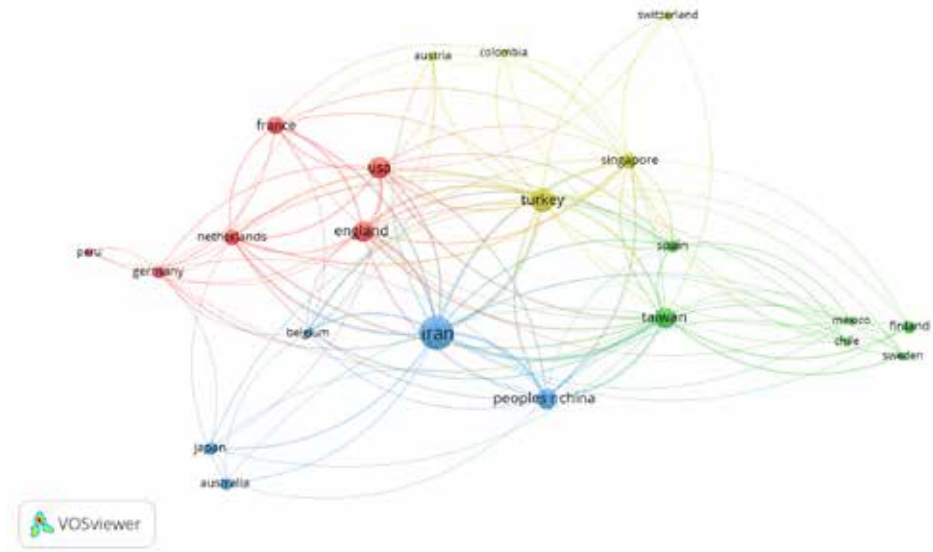 switzerland
austria
colombia
france
usa
singapore
turkey
england
netherlands
spain
peru
germany
taiwan
mexico
finland
belgium
iran
chile
sweden
peoples r china
japan
australia
VOSviewer